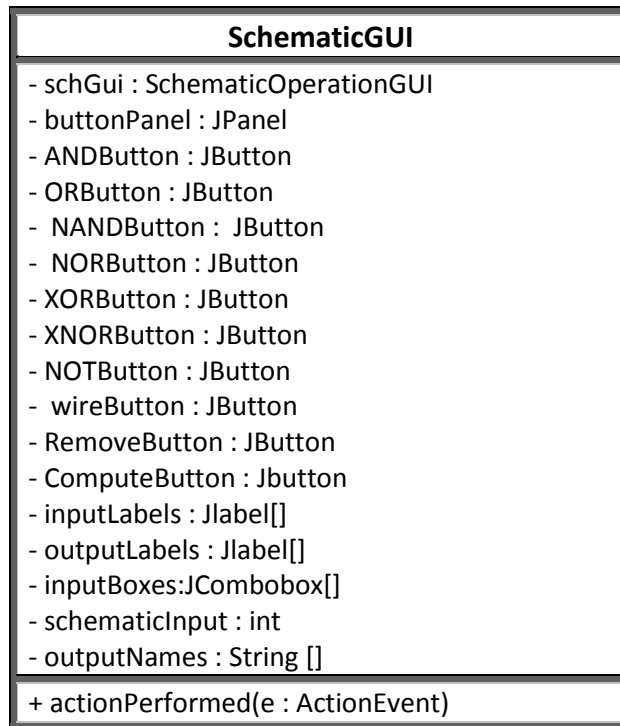 SchematicGUI
- schGui : SchematicOperationGUI
- buttonPanel : JPanel
- ANDButton : JButton
- ORButton : JButton
-  NANDButton :  JButton
-  NORButton : JButton
- XORButton : JButton
- XNORButton : JButton
- NOTButton : JButton
-  wireButton : JButton
- RemoveButton : JButton
- ComputeButton : Jbutton
- inputLabels : Jlabel[]
- outputLabels : Jlabel[]
- inputBoxes:JCombobox[]
- schematicInput : int
- outputNames : String []
+ actionPerformed(e : ActionEvent)